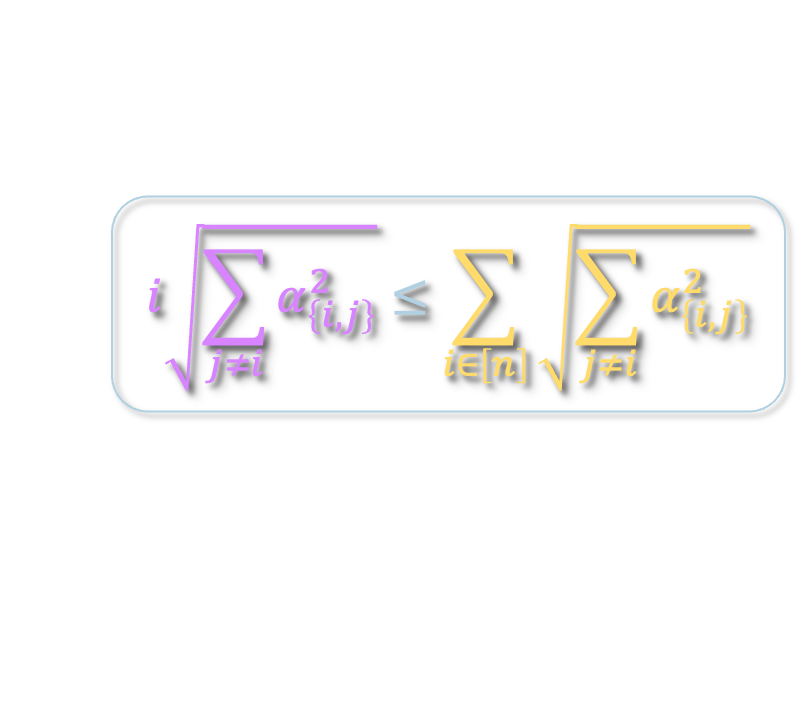 i√(∑_{j≠i} α²_{{i,j}}) ≤ ∑_{i∈[n]} √(∑_{j≠i} α²_{{i,j}})